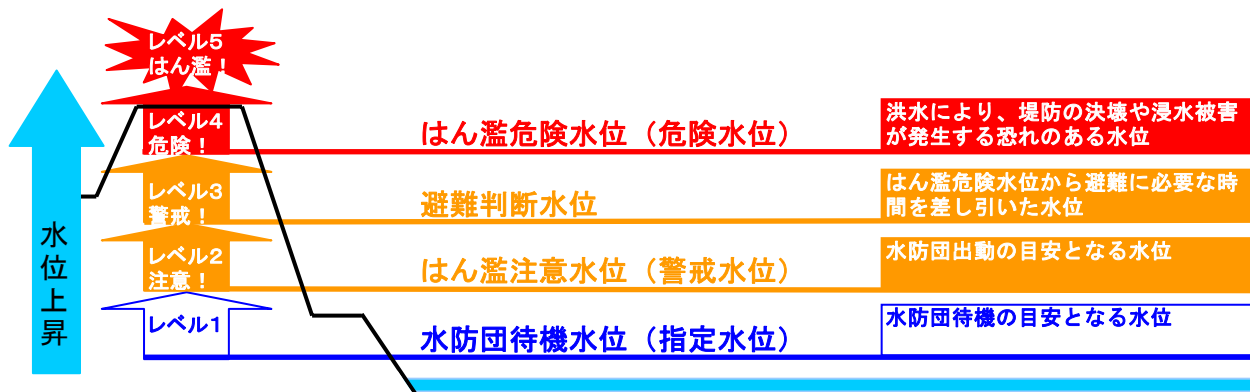 レベル５
はん濫！
レベル４
危険！
はん濫危険水位（危険水位）
洪水により、堤防の決壊や浸水被害
が発生する恐れのある水位
レベル３
警戒！
避難判断水位
はん濫危険水位から避難に必要な時
間を差し引いた水位
レベル２
注意！
はん濫注意水位（警戒水位）
水防団出動の目安となる水位
レベル１
水防団待機水位（指定水位）
水防団待機の目安となる水位
水位上昇